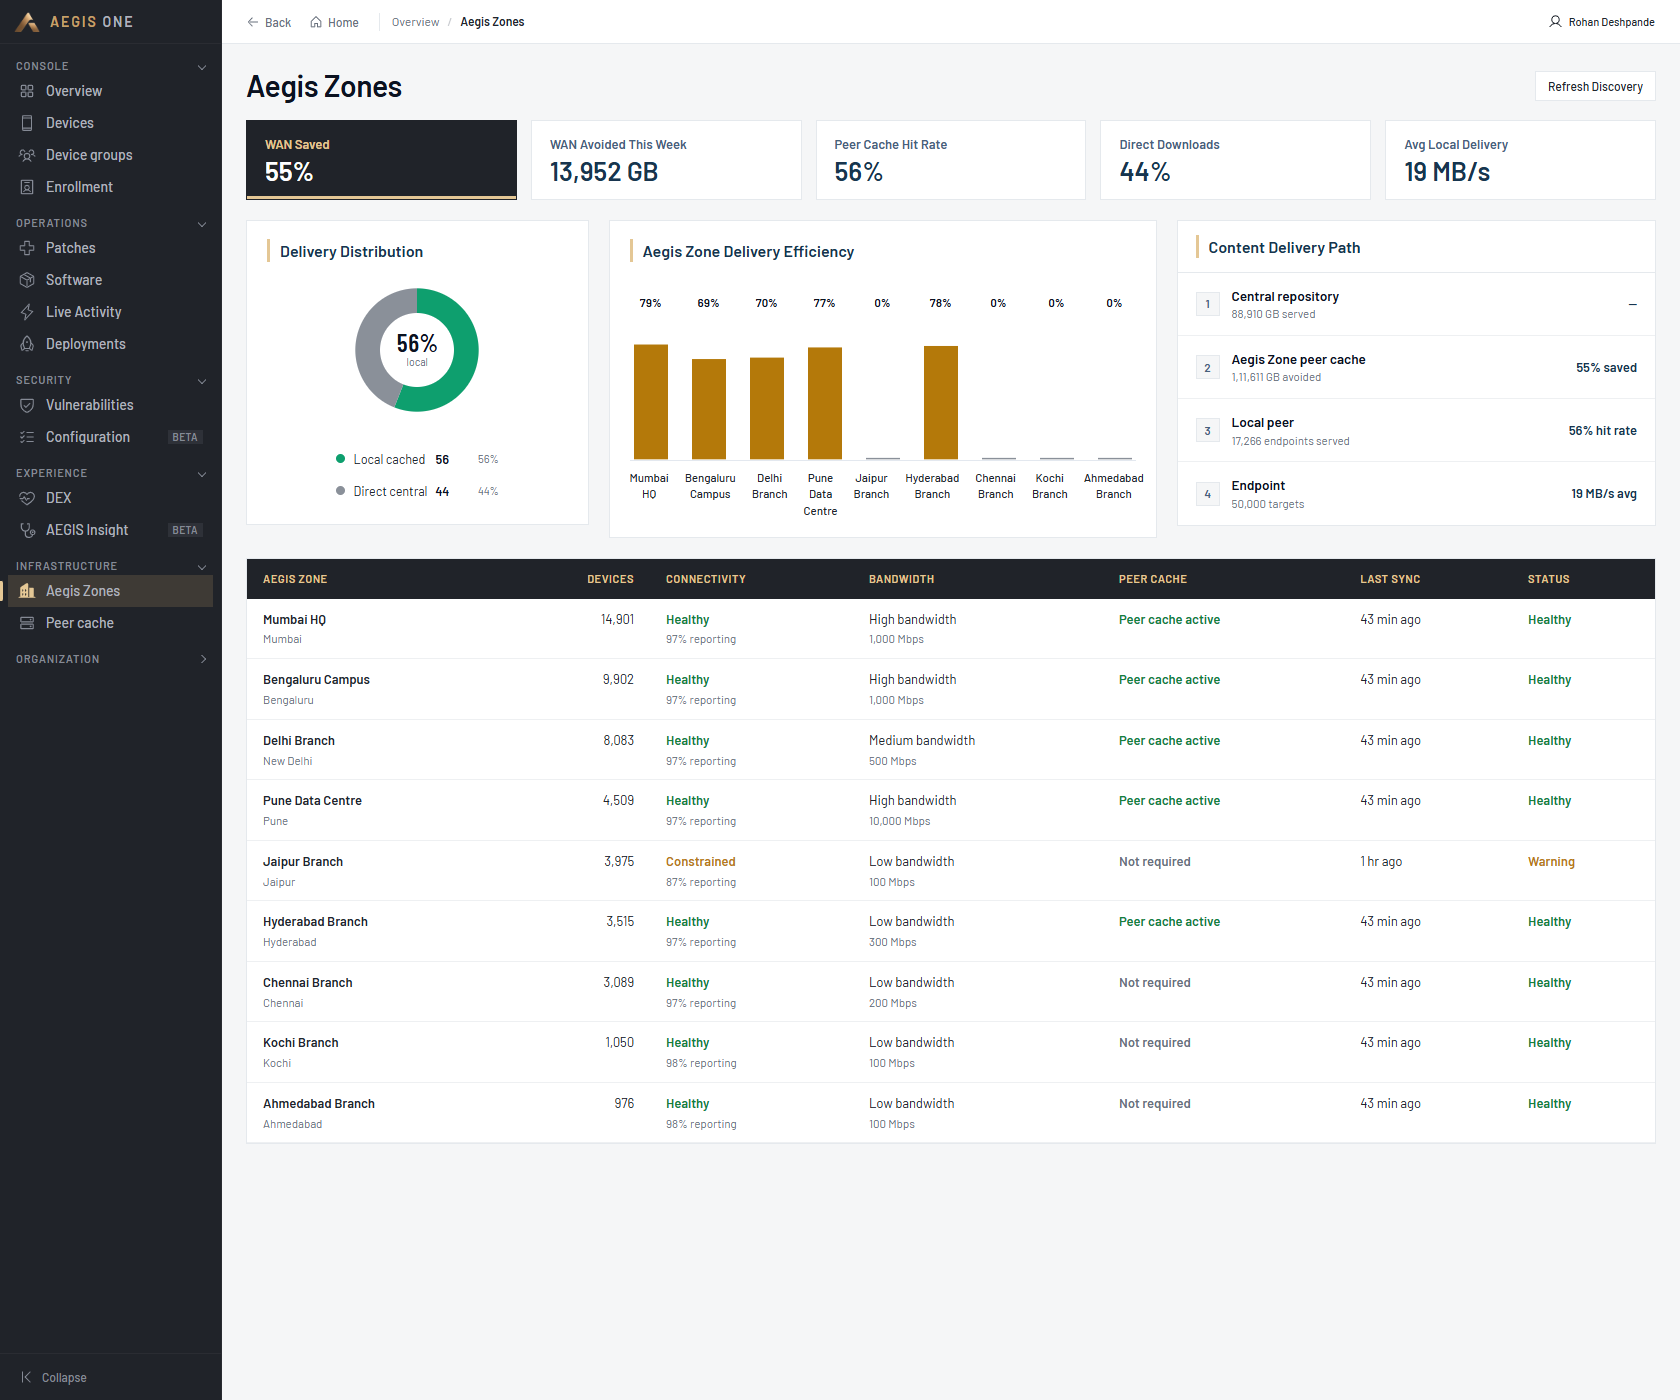 AEGIS ONE
CONSOLE
Overview
Devices
Device groups
Enrollment
OPERATIONS
Patches
Software
Live Activity
Deployments
SECURITY
Vulnerabilities
Configuration BETA
EXPERIENCE
DEX
AEGIS Insight BETA
INFRASTRUCTURE
Aegis Zones
Peer cache
ORGANIZATION
Collapse
Back Home Overview / Aegis Zones Rohan Deshpande
Aegis Zones Refresh Discovery
WAN Saved
55%
WAN Avoided This Week
13,952 GB
Peer Cache Hit Rate
56%
Direct Downloads
44%
Avg Local Delivery
19 MB/s
Delivery Distribution
56%
local
Local cached 56 56%
Direct central 44 44%
Aegis Zone Delivery Efficiency
79% 69% 70% 77% 0% 78% 0% 0% 0%
Mumbai HQ
Bengaluru Campus
Delhi Branch
Pune Data Centre
Jaipur Branch
Hyderabad Branch
Chennai Branch
Kochi Branch
Ahmedabad Branch
Content Delivery Path
1 Central repository –
88,910 GB served
2 Aegis Zone peer cache 55% saved
1,11,611 GB avoided
3 Local peer 56% hit rate
17,266 endpoints served
4 Endpoint 19 MB/s avg
50,000 targets
AEGIS ZONE DEVICES CONNECTIVITY BANDWIDTH PEER CACHE LAST SYNC STATUS
Mumbai HQ 14,901 Healthy High bandwidth Peer cache active 43 min ago Healthy
Mumbai 97% reporting 1,000 Mbps
Bengaluru Campus 9,902 Healthy High bandwidth Peer cache active 43 min ago Healthy
Bengaluru 97% reporting 1,000 Mbps
Delhi Branch 8,083 Healthy Medium bandwidth Peer cache active 43 min ago Healthy
New Delhi 97% reporting 500 Mbps
Pune Data Centre 4,509 Healthy High bandwidth Peer cache active 43 min ago Healthy
Pune 97% reporting 10,000 Mbps
Jaipur Branch 3,975 Constrained Low bandwidth Not required 1 hr ago Warning
Jaipur 87% reporting 100 Mbps
Hyderabad Branch 3,515 Healthy Low bandwidth Peer cache active 43 min ago Healthy
Hyderabad 97% reporting 300 Mbps
Chennai Branch 3,089 Healthy Low bandwidth Not required 43 min ago Healthy
Chennai 97% reporting 200 Mbps
Kochi Branch 1,050 Healthy Low bandwidth Not required 43 min ago Healthy
Kochi 98% reporting 100 Mbps
Ahmedabad Branch 976 Healthy Low bandwidth Not required 43 min ago Healthy
Ahmedabad 98% reporting 100 Mbps